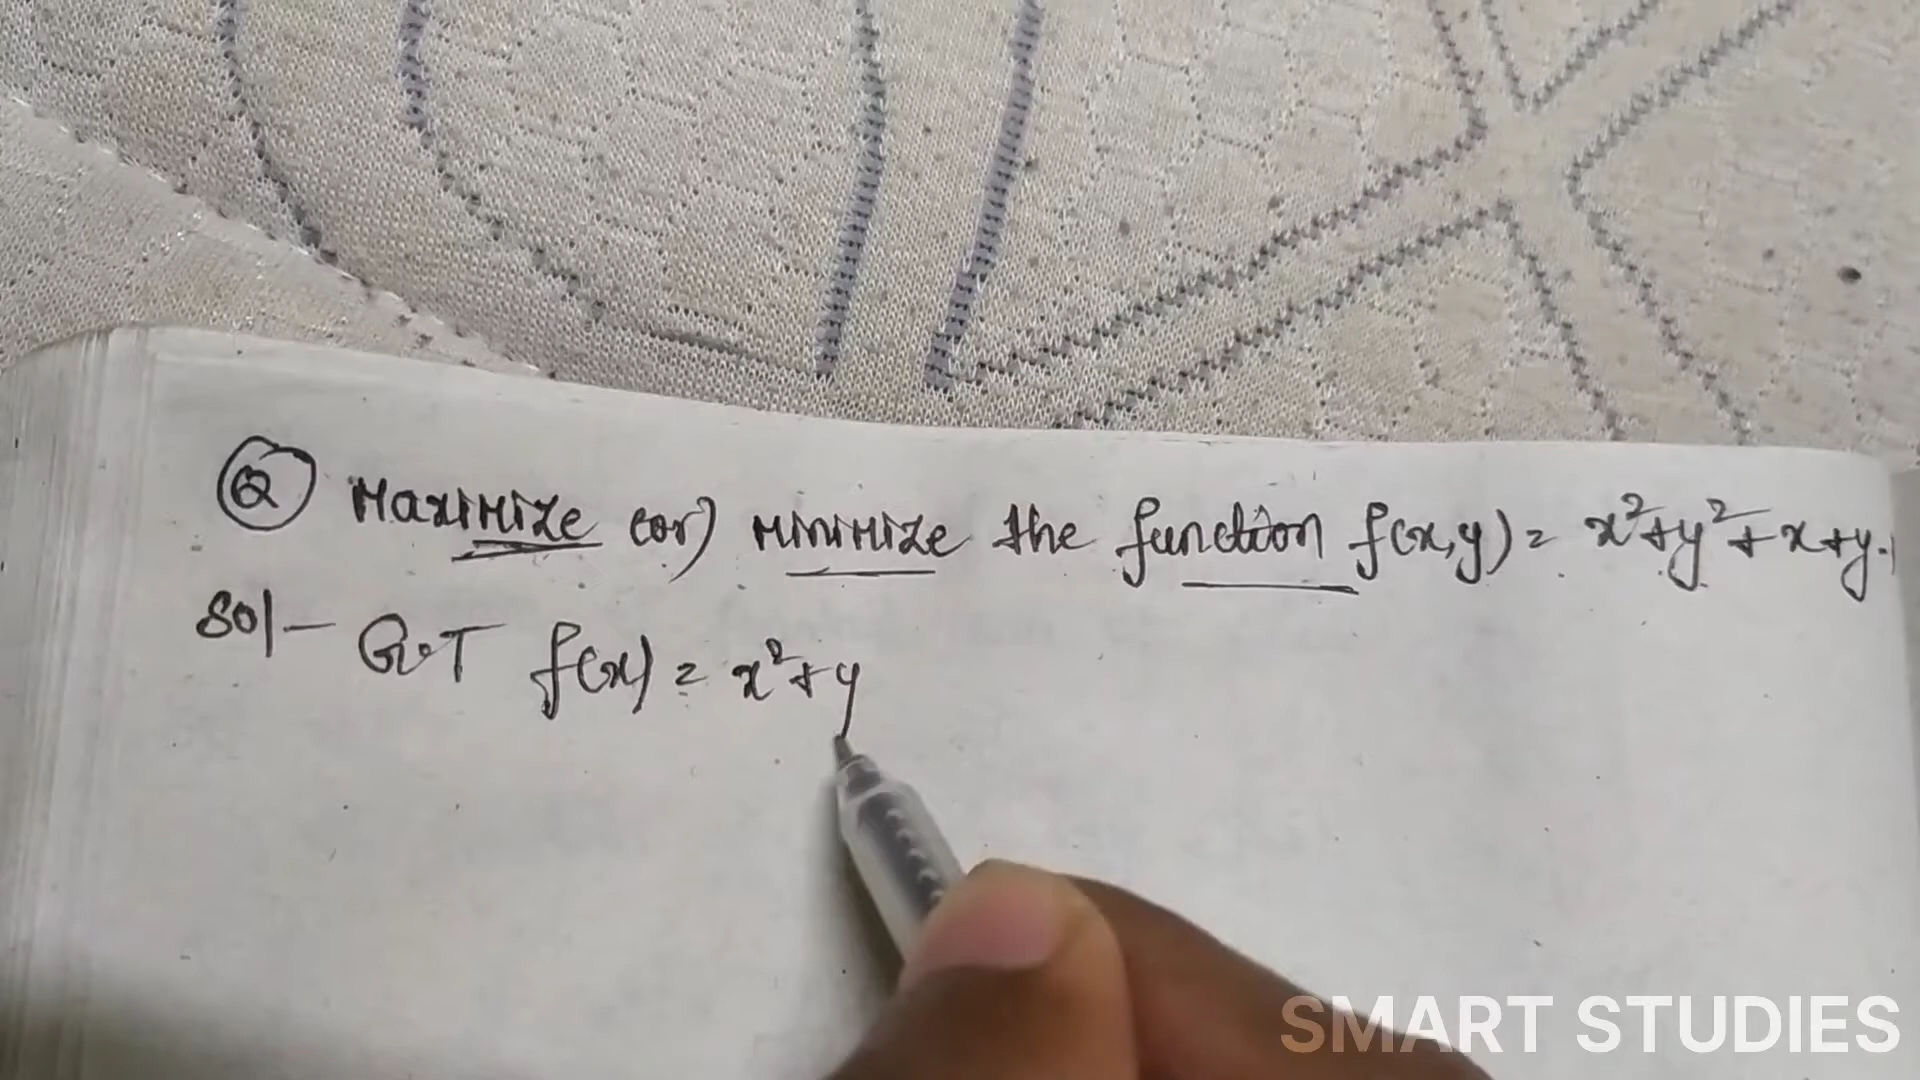 Q Maximize (or) minimize the function f(x,y) = x²+y²+x+y.
Sol- G.T f(x) = x²+y
SMART STUDIES